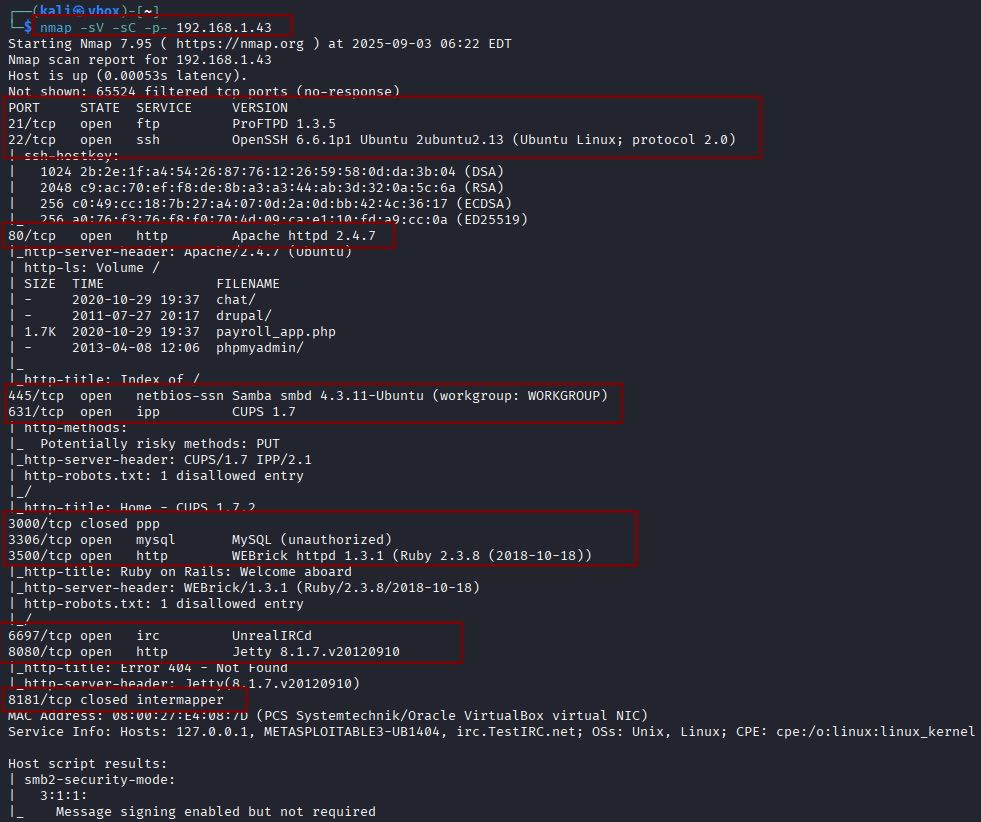 ┌──(kali㉿vbox)-[~]
└─$ nmap -sV -sC -p- 192.168.1.43
Starting Nmap 7.95 ( https://nmap.org ) at 2025-09-03 06:22 EDT
Nmap scan report for 192.168.1.43
Host is up (0.00053s latency).
Not shown: 65524 filtered tcp ports (no-response)
PORT     STATE  SERVICE     VERSION
21/tcp   open   ftp         ProFTPD 1.3.5
22/tcp   open   ssh         OpenSSH 6.6.1p1 Ubuntu 2ubuntu2.13 (Ubuntu Linux; protocol 2.0)
| ssh-hostkey:
|   1024 2b:2e:1f:a4:54:26:87:76:12:26:59:58:0d:da:3b:04 (DSA)
|   2048 c9:ac:70:ef:f8:de:8b:a3:a3:44:ab:3d:32:0a:5c:6a (RSA)
|   256 c0:49:cc:18:7b:27:a4:07:0d:2a:0d:bb:42:4c:36:17 (ECDSA)
|_  256 a0:76:f3:76:f8:f0:70:4d:09:ca:e1:10:fd:a9:cc:0a (ED25519)
80/tcp   open   http        Apache httpd 2.4.7
|_http-server-header: Apache/2.4.7 (Ubuntu)
| http-ls: Volume /
| SIZE  TIME              FILENAME
| -     2020-10-29 19:37  chat/
| -     2011-07-27 20:17  drupal/
| 1.7K  2020-10-29 19:37  payroll_app.php
| -     2013-04-08 12:06  phpmyadmin/
|_
|_http-title: Index of /
445/tcp  open   netbios-ssn Samba smbd 4.3.11-Ubuntu (workgroup: WORKGROUP)
631/tcp  open   ipp         CUPS 1.7
| http-methods:
|_  Potentially risky methods: PUT
|_http-server-header: CUPS/1.7 IPP/2.1
| http-robots.txt: 1 disallowed entry
|_/
|_http-title: Home - CUPS 1.7.2
3000/tcp closed ppp
3306/tcp open   mysql       MySQL (unauthorized)
3500/tcp open   http        WEBrick httpd 1.3.1 (Ruby 2.3.8 (2018-10-18))
|_http-title: Ruby on Rails: Welcome aboard
|_http-server-header: WEBrick/1.3.1 (Ruby/2.3.8/2018-10-18)
| http-robots.txt: 1 disallowed entry
|_/
6697/tcp open   irc         UnrealIRCd
8080/tcp open   http        Jetty 8.1.7.v20120910
|_http-title: Error 404 - Not Found
|_http-server-header: Jetty(8.1.7.v20120910)
8181/tcp closed intermapper
MAC Address: 08:00:27:E4:08:7D (PCS Systemtechnik/Oracle VirtualBox virtual NIC)
Service Info: Hosts: 127.0.0.1, METASPLOITABLE3-UB1404, irc.TestIRC.net; OSs: Unix, Linux; CPE: cpe:/o:linux:linux_kernel
Host script results:
| smb2-security-mode:
|   3:1:1:
|_    Message signing enabled but not required